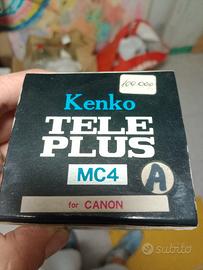 100.000
Kenko
TELE
PLUS
MC4
A
for CANON
subito